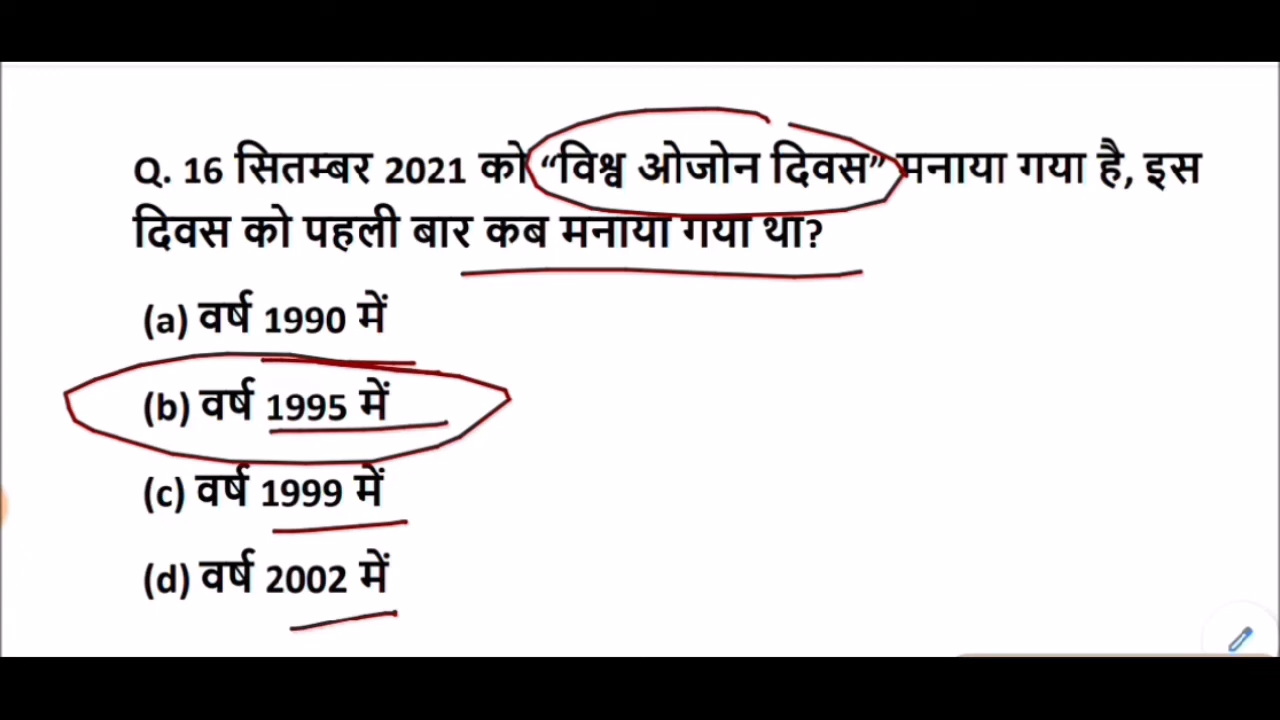 Q. 16 सितम्बर 2021 को “विश्व ओजोन दिवस” मनाया गया है, इस
दिवस को पहली बार कब मनाया गया था?
(a) वर्ष 1990 में
(b) वर्ष 1995 में
(c) वर्ष 1999 में
(d) वर्ष 2002 में